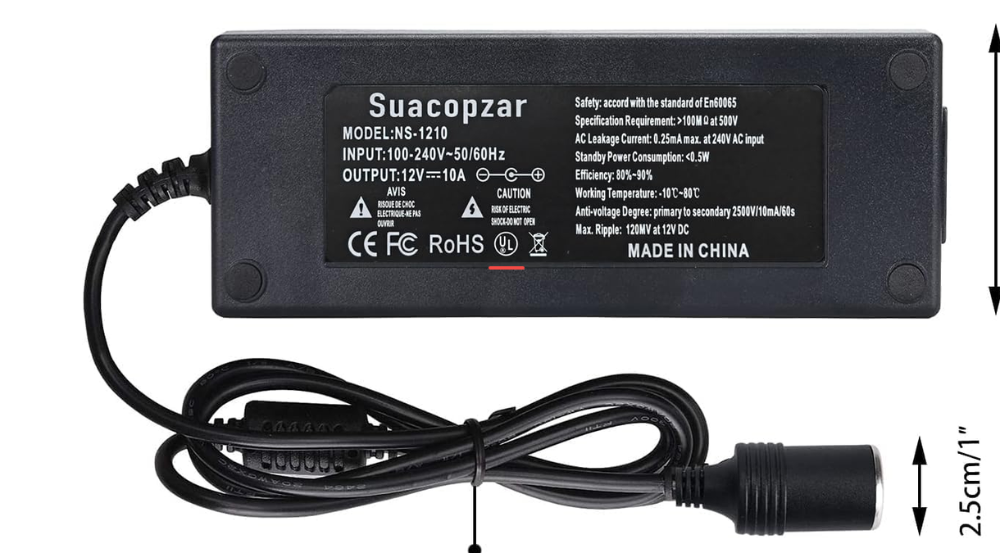 Suacopzar
MODEL:NS-1210
INPUT:100-240V~50/60Hz
OUTPUT:12V⎓10A
AVIS
RISOUE DE CHOC
ELECTRIQUE-NE PAS
OUVRIR
CAUTION
RISK OF ELECTRIC
SHOCK-DO NOT OPEN
CE FC RoHS UL
Safety: accord with the standard of En60065
Specification Requirement: >100MΩ at 500V
AC Leakage Current: 0.25mA max. at 240V AC input
Standby Power Consumption: <0.5W
Efficiency: 80%~90%
Working Temperature: -10℃~80℃
Anti-voltage Degree: primary to secondary 2500V/10mA/60s
Max. Ripple: 120MV at 12V DC
MADE IN CHINA
2.5cm/1"